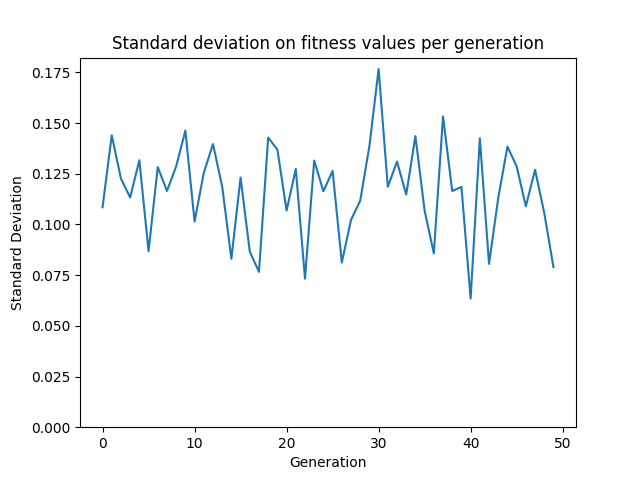 Standard deviation on fitness values per generation
0.175
0.150
0.125
0.100
0.075
0.050
0.025
0.000
Standard Deviation
0 10 20 30 40 50
Generation